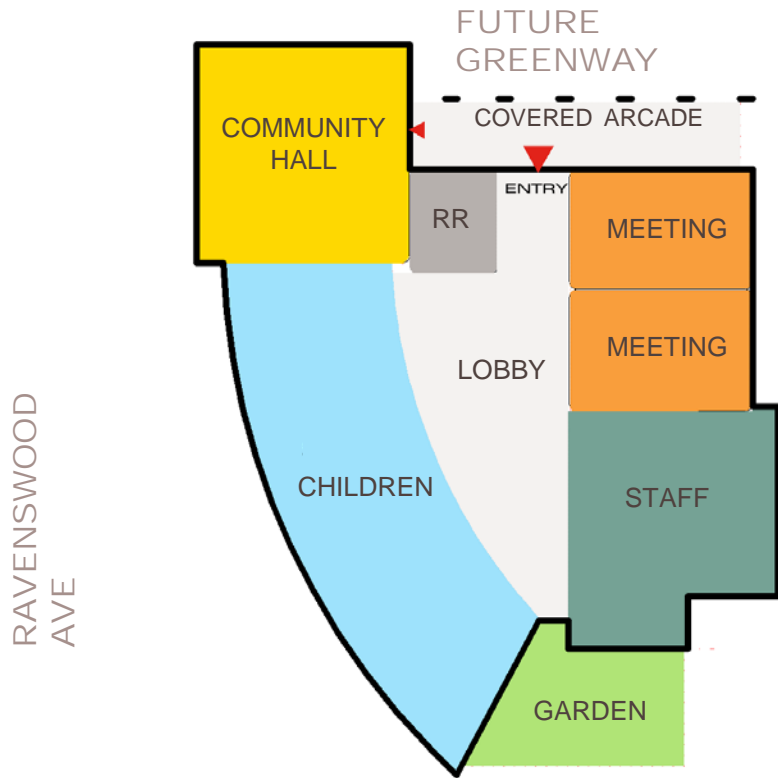 FUTURE
GREENWAY
COVERED ARCADE
COMMUNITY
HALL
ENTRY
RR
MEETING
MEETING
LOBBY
CHILDREN
STAFF
GARDEN
RAVENSWOOD
AVE